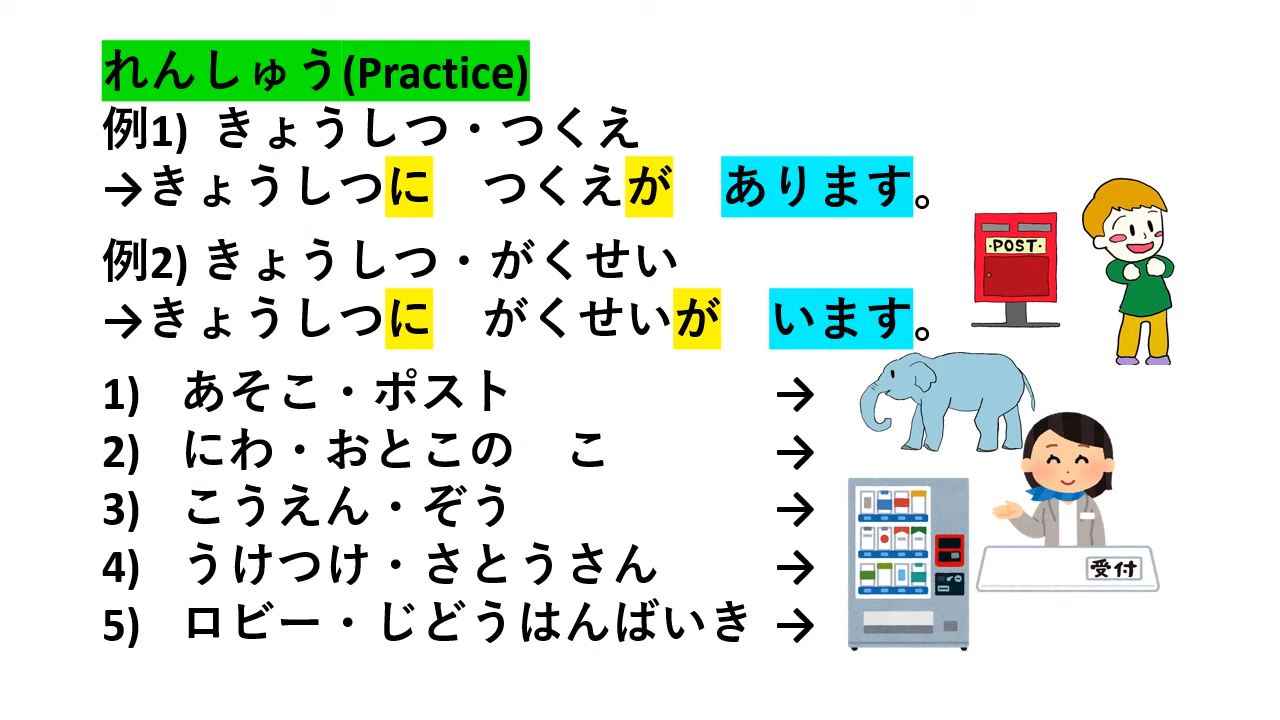 れんしゅう(Practice)
例1) きょうしつ・つくえ
→きょうしつに　つくえが　あります。
例2) きょうしつ・がくせい
→きょうしつに　がくせいが　います。
1)　あそこ・ポスト　→
2)　にわ・おとこの　こ　→
3)　こうえん・ぞう　→
4)　うけつけ・さとうさん　→
5)　ロビー・じどうはんばいき　→
·POST·
受付